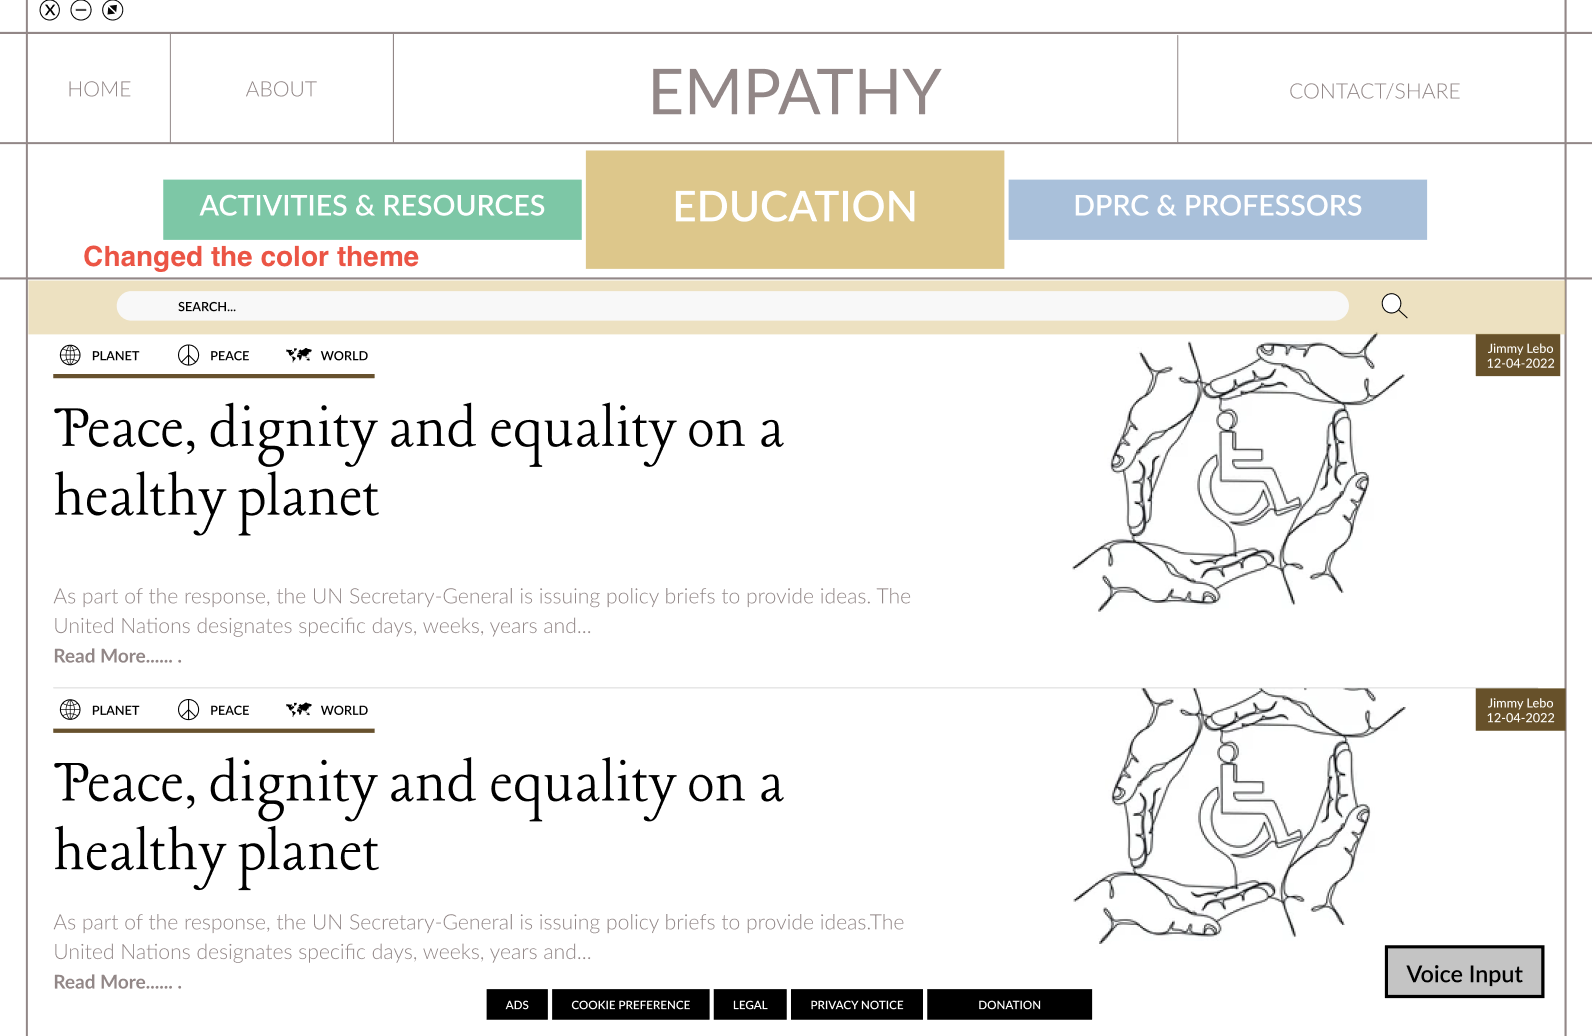 HOME
ABOUT
EMPATHY
CONTACT/SHARE
ACTIVITIES & RESOURCES
EDUCATION
DPRC & PROFESSORS
Changed the color theme
SEARCH...
PLANET
PEACE
WORLD
Jimmy Lebo
12-04-2022
Peace, dignity and equality on a
healthy planet
As part of the response, the UN Secretary-General is issuing policy briefs to provide ideas. The
United Nations designates specific days, weeks, years and...
Read More...... .
PLANET
PEACE
WORLD
Jimmy Lebo
12-04-2022
Peace, dignity and equality on a
healthy planet
As part of the response, the UN Secretary-General is issuing policy briefs to provide ideas.The
United Nations designates specific days, weeks, years and...
Read More...... .
Voice Input
ADS
COOKIE PREFERENCE
LEGAL
PRIVACY NOTICE
DONATION